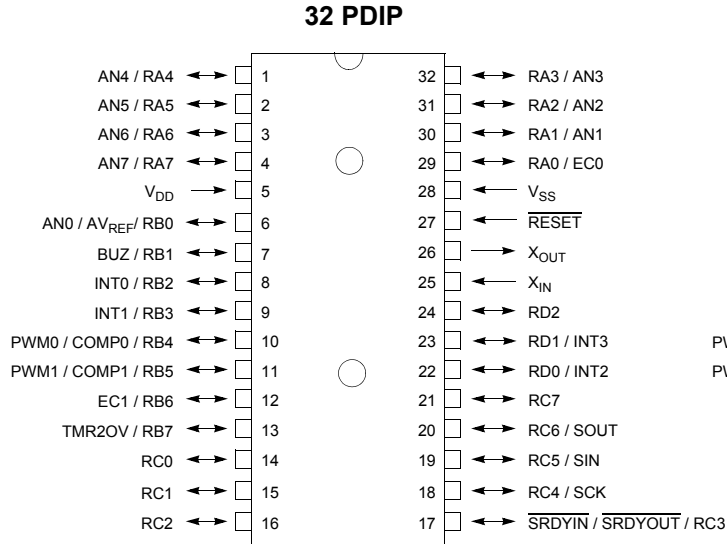 32 PDIP
AN4 / RA4 1 32 RA3 / AN3
AN5 / RA5 2 31 RA2 / AN2
AN6 / RA6 3 30 RA1 / AN1
AN7 / RA7 4 29 RA0 / EC0
VDD 5 28 VSS
AN0 / AVREF/ RB0 6 27 RESET
BUZ / RB1 7 26 XOUT
INT0 / RB2 8 25 XIN
INT1 / RB3 9 24 RD2
PWM0 / COMP0 / RB4 10 23 RD1 / INT3 PW
PWM1 / COMP1 / RB5 11 22 RD0 / INT2 PW
EC1 / RB6 12 21 RC7
TMR2OV / RB7 13 20 RC6 / SOUT
RC0 14 19 RC5 / SIN
RC1 15 18 RC4 / SCK
RC2 16 17 SRDYIN / SRDYOUT / RC3